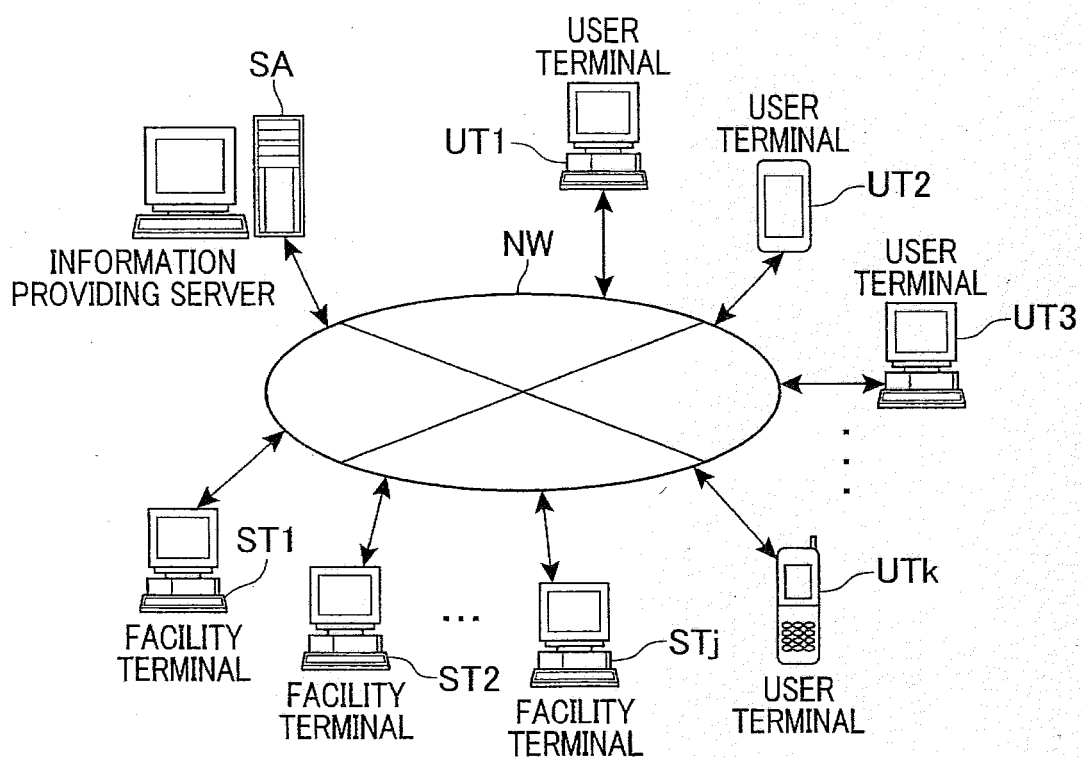 USER
TERMINAL
SA
UT1
USER
TERMINAL
UT2
INFORMATION
PROVIDING SERVER
NW
USER
TERMINAL
UT3
ST1
FACILITY
TERMINAL
ST2
FACILITY
TERMINAL
...
STj
FACILITY
TERMINAL
UTk
USER
TERMINAL